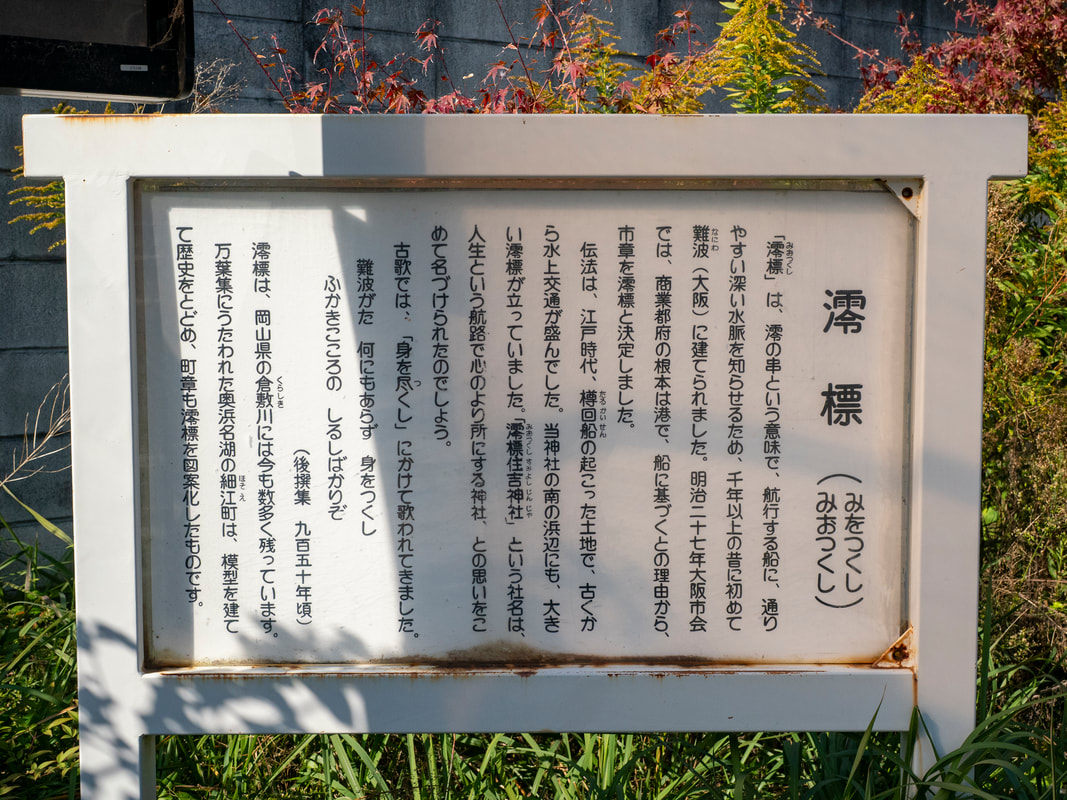 澪標 (みをつくし みおつくし)
「澪標」は、澪の串という意味で、航行する船に、通り
やすい深い水脈を知らせるため、千年以上の昔に初めて
難波（大阪）に建てられました。明治二十七年大阪市会
では、商業都府の根本は港で、船に基づくとの理由から、
市章を澪標と決定しました。
伝法は、江戸時代、樽回船の起こった土地で、古くか
ら水上交通が盛んでした。当神社の南の浜辺にも、大き
い澪標が立っていました。「澪標住吉神社」という社名は、
人生という航路で心のより所にする神社、との思いをこ
めて名づけられたのでしょう。
古歌では、「身を尽くし」にかけて歌われてきました。
難波がた　何にもあらず　身をつくし
ふかきこころの　しるしばかりぞ
（後撰集　九百五十年頃）
澪標は、岡山県の倉敷川には今も数多く残っています。
万葉集にうたわれた奥浜名湖の細江町は、模型を建て
て歴史をとどめ、町章も澪標を図案化したものです。